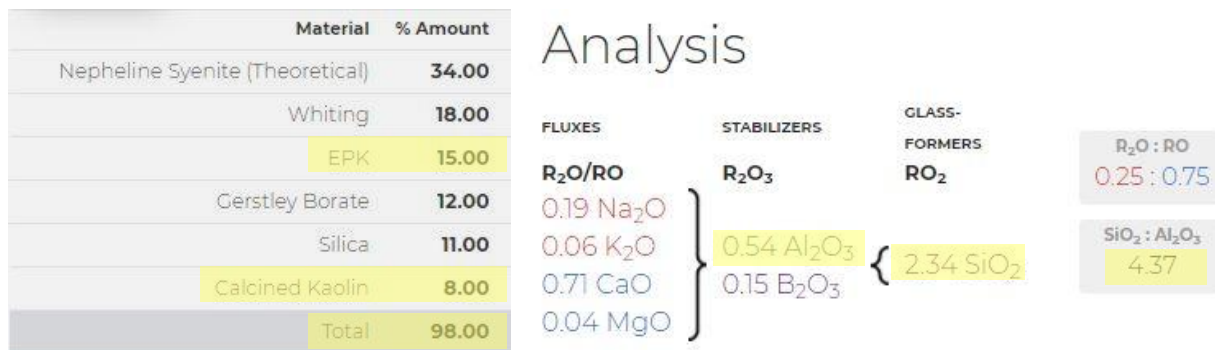 Material % Amount
Nepheline Syenite (Theoretical) 34.00
Whiting 18.00
EPK 15.00
Gerstley Borate 12.00
Silica 11.00
Calcined Kaolin 8.00
Total 98.00
Analysis
FLUXES
R₂O/RO
0.19 Na₂O
0.06 K₂O
0.71 CaO
0.04 MgO
STABILIZERS
R₂O₃
0.54 Al₂O₃
0.15 B₂O₃
GLASS-
FORMERS
RO₂
2.34 SiO₂
R₂O : RO
0.25 : 0.75
SiO₂ : Al₂O₃
4.37